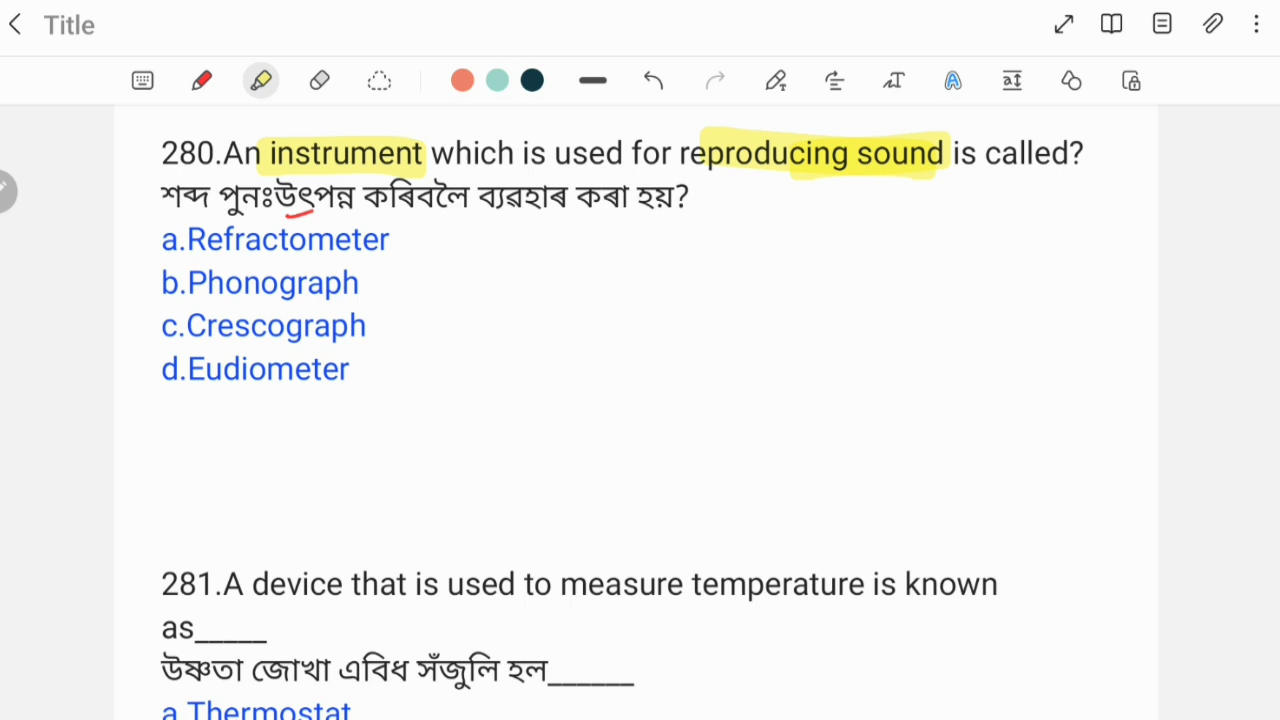 Title
280.An instrument which is used for reproducing sound is called?
শব্দ পুনঃউৎপন্ন কৰিবলৈ ব্যৱহাৰ কৰা হয়?
a.Refractometer
b.Phonograph
c.Crescograph
d.Eudiometer
281.A device that is used to measure temperature is known
as_____
উষ্ণতা জোখা এবিধ সঁজুলি হল______
a.Thermostat